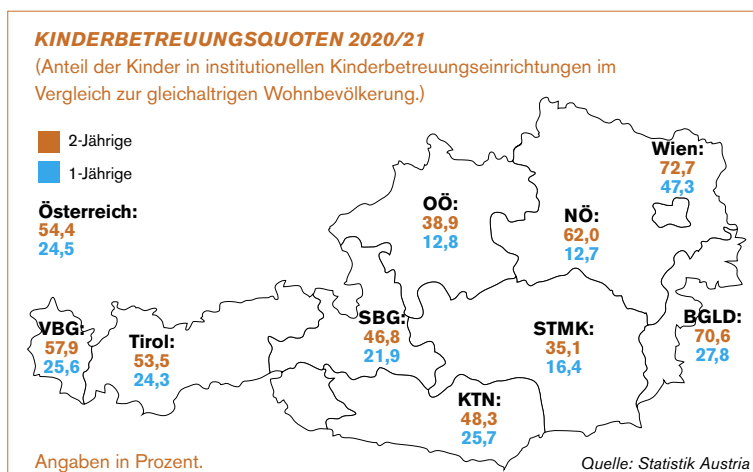 KINDERBETREUUNGSQUOTEN 2020/21
(Anteil der Kinder in institutionellen Kinderbetreuungseinrichtungen im
Vergleich zur gleichaltrigen Wohnbevölkerung.)
2-Jährige
1-Jährige
Österreich:
54,4
24,5
Wien:
72,7
47,3
OÖ:
38,9
12,8
NÖ:
62,0
12,7
VBG:
57,9
25,6
Tirol:
53,5
24,3
SBG:
46,8
21,9
STMK:
35,1
16,4
BGLD:
70,6
27,8
KTN:
48,3
25,7
Angaben in Prozent.
Quelle: Statistik Austria